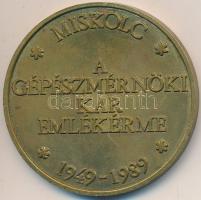 MISKOLC
A
GÉPÉSZMÉRNÖKI
KAR
EMLÉKÉRME
1949-1989